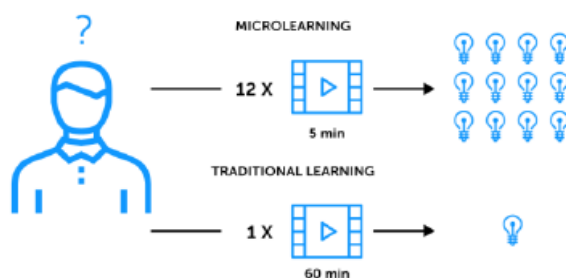 ?
MICROLEARNING
12 X
5 min
TRADITIONAL LEARNING
1 X
60 min